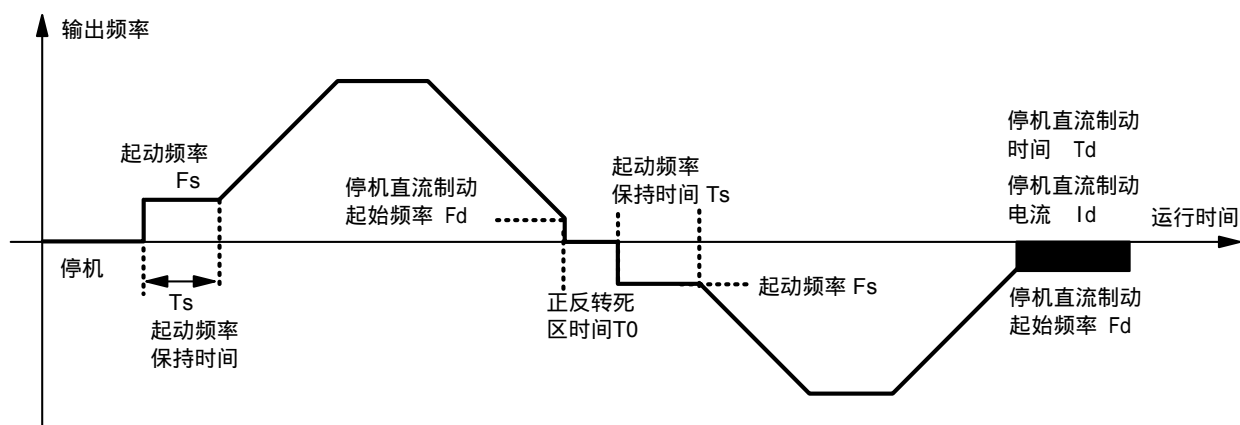 输出频率
起动频率
Fs
停机
Ts
起动频率
保持时间
停机直流制动
起始频率 Fd
正反转死
区时间T0
起动频率
保持时间 Ts
起动频率 Fs
停机直流制动
时间 Td
停机直流制动
电流 Id
运行时间
停机直流制动
起始频率 Fd